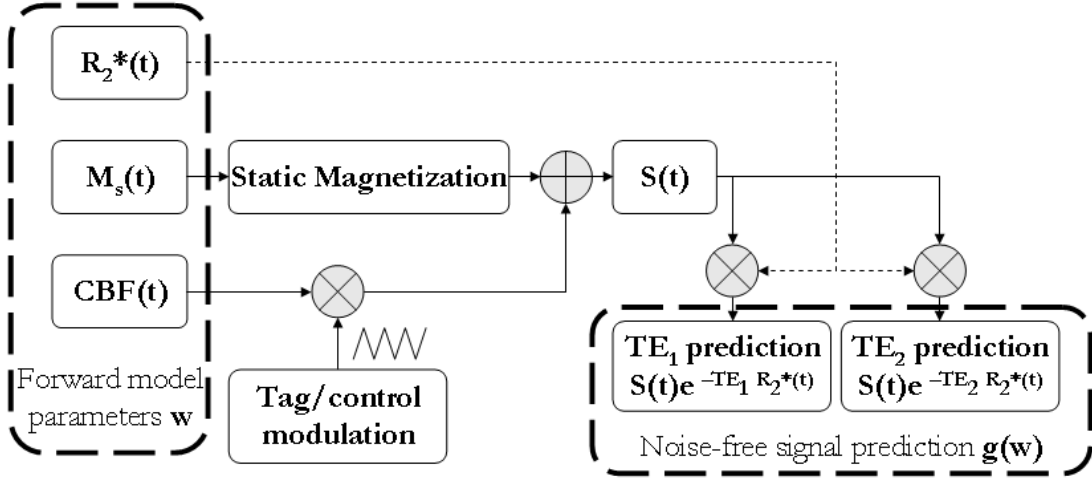 R₂*(t)
Mₛ(t)
Static Magnetization
S(t)
CBF(t)
Forward model
parameters w
Tag/control
modulation
TE₁ prediction
S(t)e ⁻ᵀᴱ₁ ᴿ₂*⁽ᵗ⁾
TE₂ prediction
S(t)e ⁻ᵀᴱ₂ ᴿ₂*⁽ᵗ⁾
Noise-free signal prediction g(w)